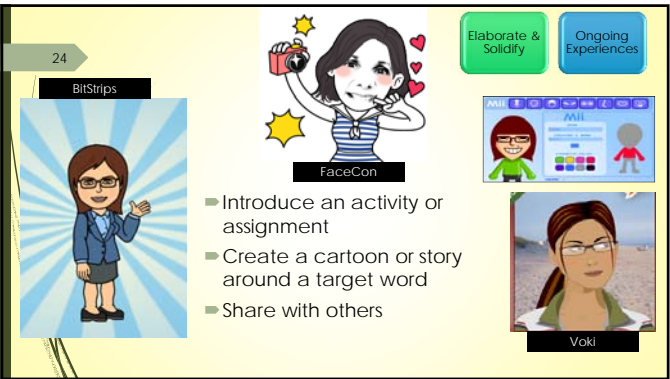 24
Elaborate &
Solidify
Ongoing
Experiences
BitStrips
FaceCon
Mii
Mii
Introduce an activity or
assignment
Create a cartoon or story
around a target word
Share with others
Voki